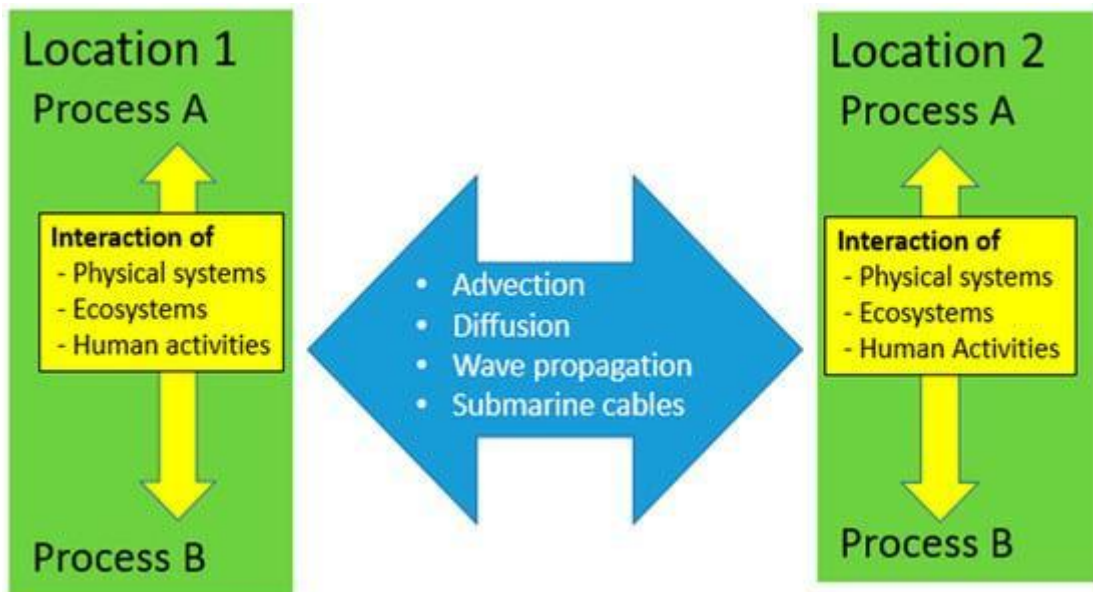 Location 1
Process A
Interaction of
- Physical systems
- Ecosystems
- Human activities
Process B
• Advection
• Diffusion
• Wave propagation
• Submarine cables
Location 2
Process A
Interaction of
- Physical systems
- Ecosystems
- Human Activities
Process B